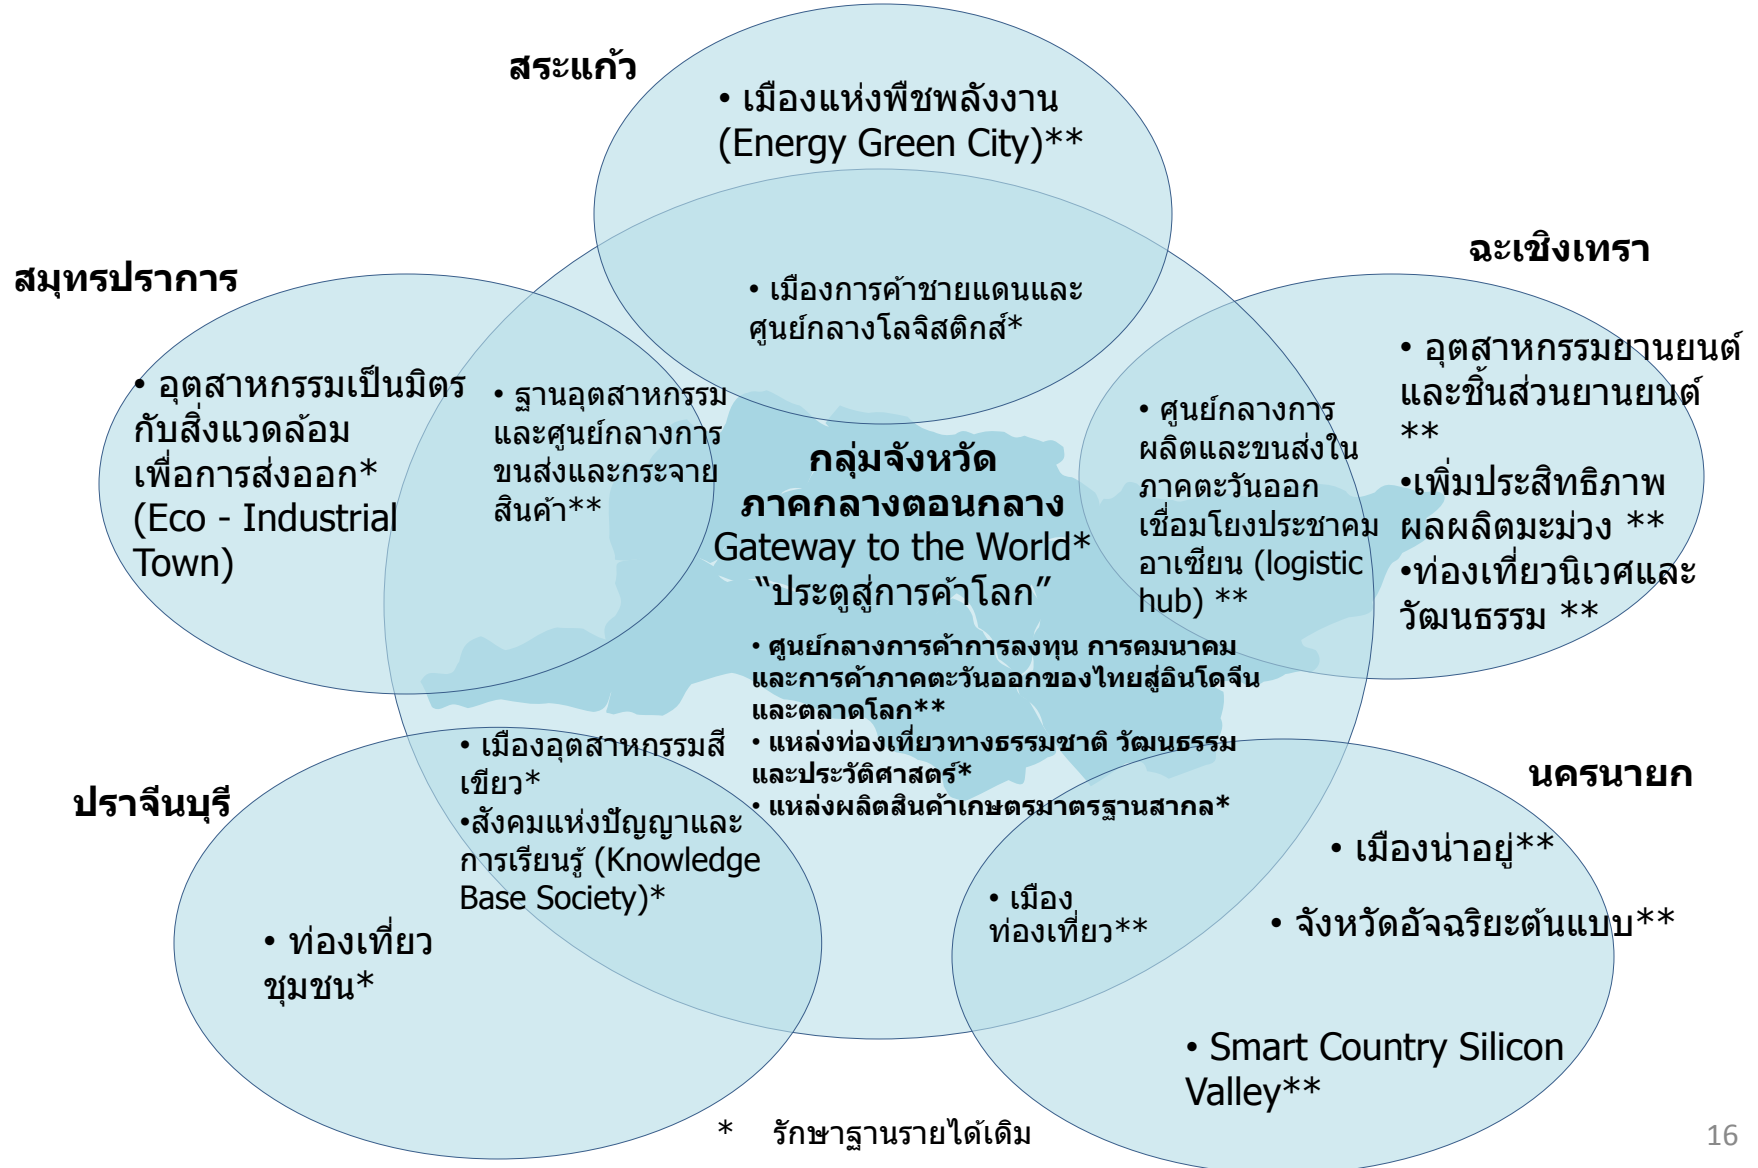 สระแก้ว
• เมืองแห่งพืชพลังงาน
(Energy Green City)**
• เมืองการค้าชายแดนและ
ศูนย์กลางโลจิสติกส์*
สมุทรปราการ
• อุตสาหกรรมเป็นมิตร
กับสิ่งแวดล้อม
เพื่อการส่งออก*
(Eco - Industrial
Town)
• ฐานอุตสาหกรรม
และศูนย์กลางการ
ขนส่งและกระจาย
สินค้า**
กลุ่มจังหวัด
ภาคกลางตอนกลาง
Gateway to the World*
“ประตูสู่การค้าโลก”
• ศูนย์กลางการค้าการลงทุน การคมนาคม
และการค้าภาคตะวันออกของไทยสู่อินโดจีน
และตลาดโลก**
• แหล่งท่องเที่ยวทางธรรมชาติ วัฒนธรรม
และประวัติศาสตร์*
• แหล่งผลิตสินค้าเกษตรมาตรฐานสากล*
ฉะเชิงเทรา
• ศูนย์กลางการ
ผลิตและขนส่งใน
ภาคตะวันออก
เชื่อมโยงประชาคม
อาเซียน (logistic
hub) **
• อุตสาหกรรมยานยนต์
และชิ้นส่วนยานยนต์
**
•เพิ่มประสิทธิภาพ
ผลผลิตมะม่วง **
•ท่องเที่ยวนิเวศและ
วัฒนธรรม **
ปราจีนบุรี
• เมืองอุตสาหกรรมสี
เขียว*
•สังคมแห่งปัญญาและ
การเรียนรู้ (Knowledge
Base Society)*
• ท่องเที่ยว
ชุมชน*
นครนายก
• เมืองน่าอยู่**
• เมือง
ท่องเที่ยว**
• จังหวัดอัจฉริยะต้นแบบ**
• Smart Country Silicon
Valley**
* รักษาฐานรายได้เดิม
16